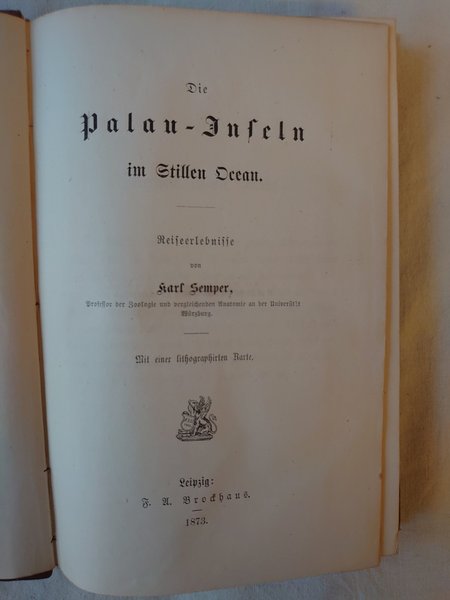 Die
Palau-Inseln
im Stillen Ocean.
Reiseerlebnisse
von
Karl Semper,
Professor der Zoologie und vergleichenden Anatomie an der Universität
Würzburg.
Mit einer lithographirten Karte.
Leipzig:
F. A. Brockhaus.
1873.